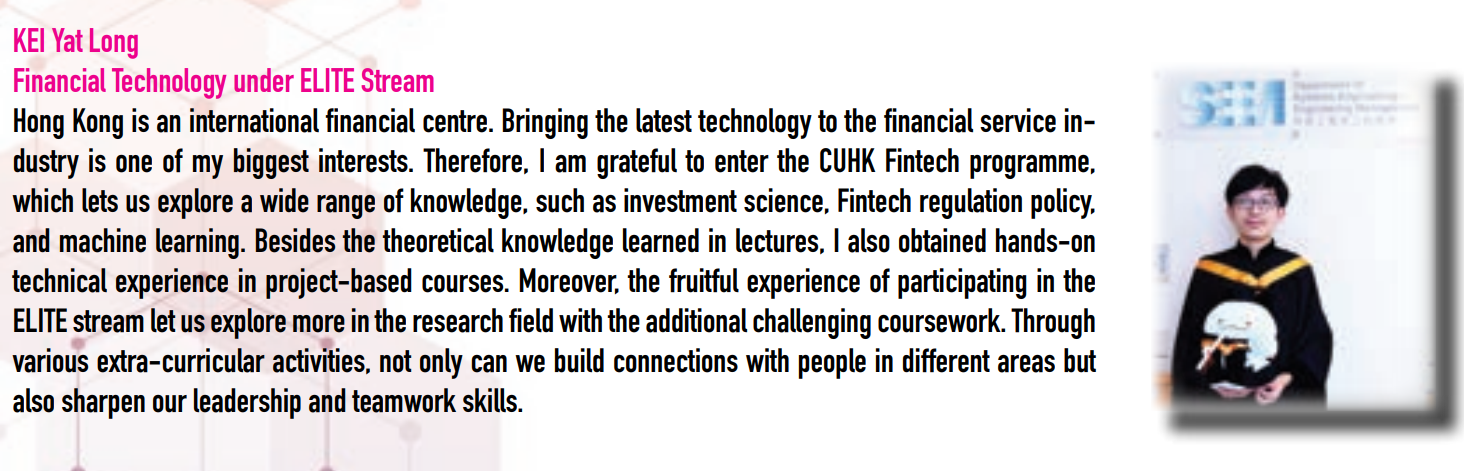 KEI Yat Long
Financial Technology under ELITE Stream
Hong Kong is an international financial centre. Bringing the latest technology to the financial service in-
dustry is one of my biggest interests. Therefore, I am grateful to enter the CUHK Fintech programme,
which lets us explore a wide range of knowledge, such as investment science, Fintech regulation policy,
and machine learning. Besides the theoretical knowledge learned in lectures, I also obtained hands-on
technical experience in project-based courses. Moreover, the fruitful experience of participating in the
ELITE stream let us explore more in the research field with the additional challenging coursework. Through
various extra-curricular activities, not only can we build connections with people in different areas but
also sharpen our leadership and teamwork skills.
SEEM